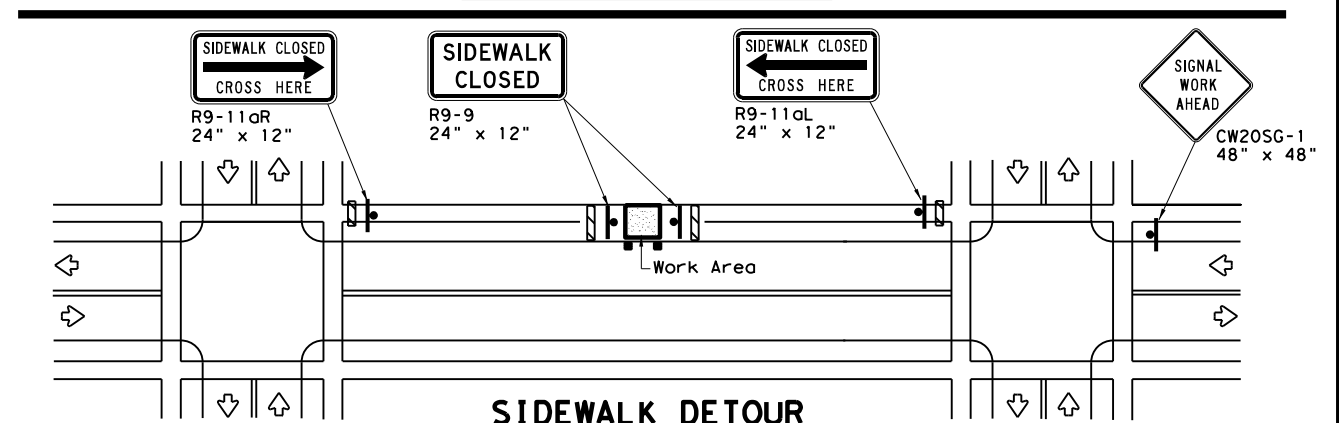 SIDEWALK CLOSED
CROSS HERE
R9-11aR
24" x 12"
SIDEWALK
CLOSED
R9-9
24" x 12"
SIDEWALK CLOSED
CROSS HERE
R9-11aL
24" x 12"
SIGNAL
WORK
AHEAD
CW20SG-1
48" x 48"
Work Area
SIDEWALK DETOUR